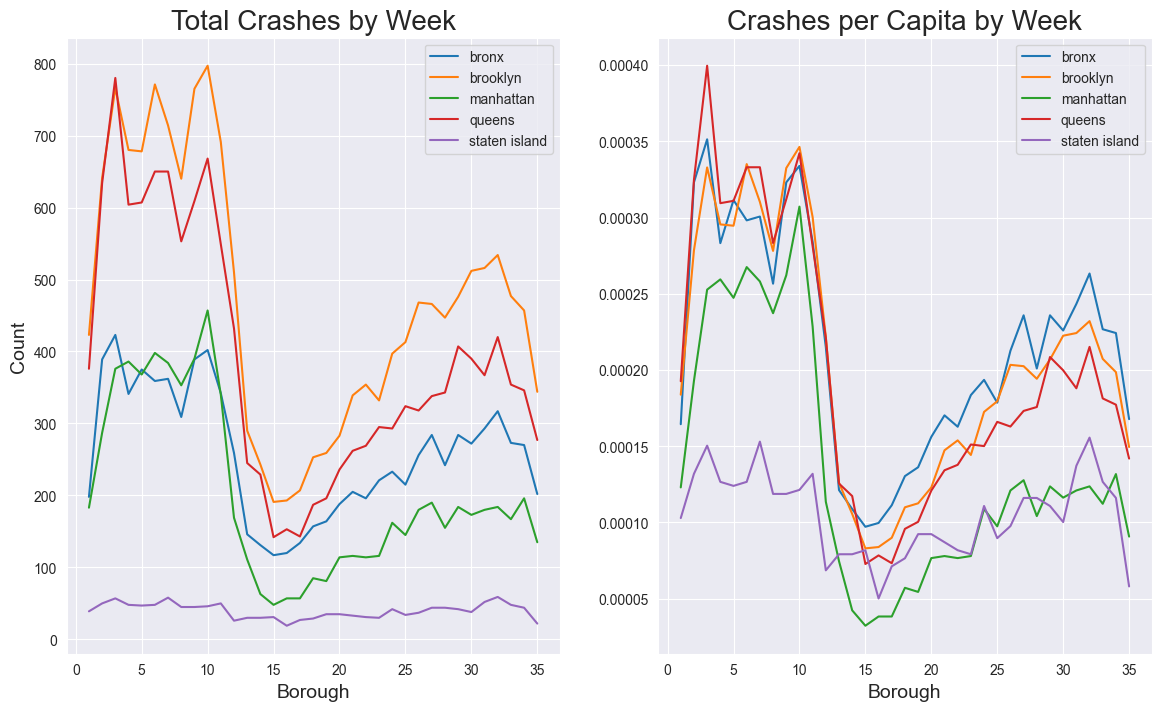 Total Crashes by Week
bronx
brooklyn
manhattan
queens
staten island
800
700
600
500
400
300
200
100
0
Count
0 5 10 15 20 25 30 35
Borough
Crashes per Capita by Week
bronx
brooklyn
manhattan
queens
staten island
0.00040
0.00035
0.00030
0.00025
0.00020
0.00015
0.00010
0.00005
0 5 10 15 20 25 30 35
Borough